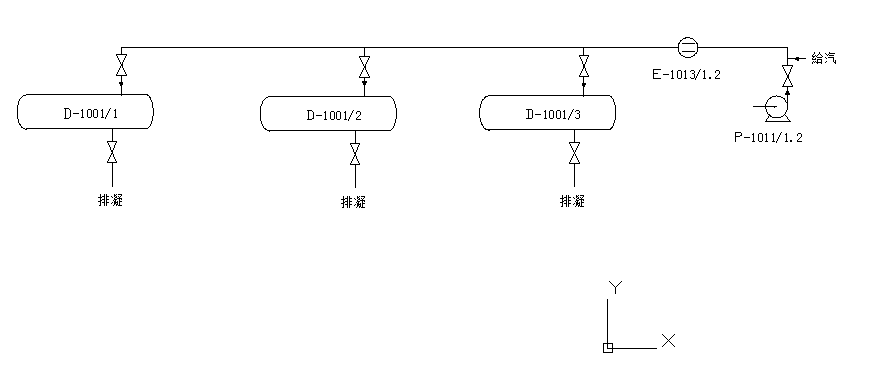 给汽
E-1013/1.2
D-1001/1
D-1001/2
D-1001/3
P-1011/1.2
排凝
排凝
排凝
Y
X